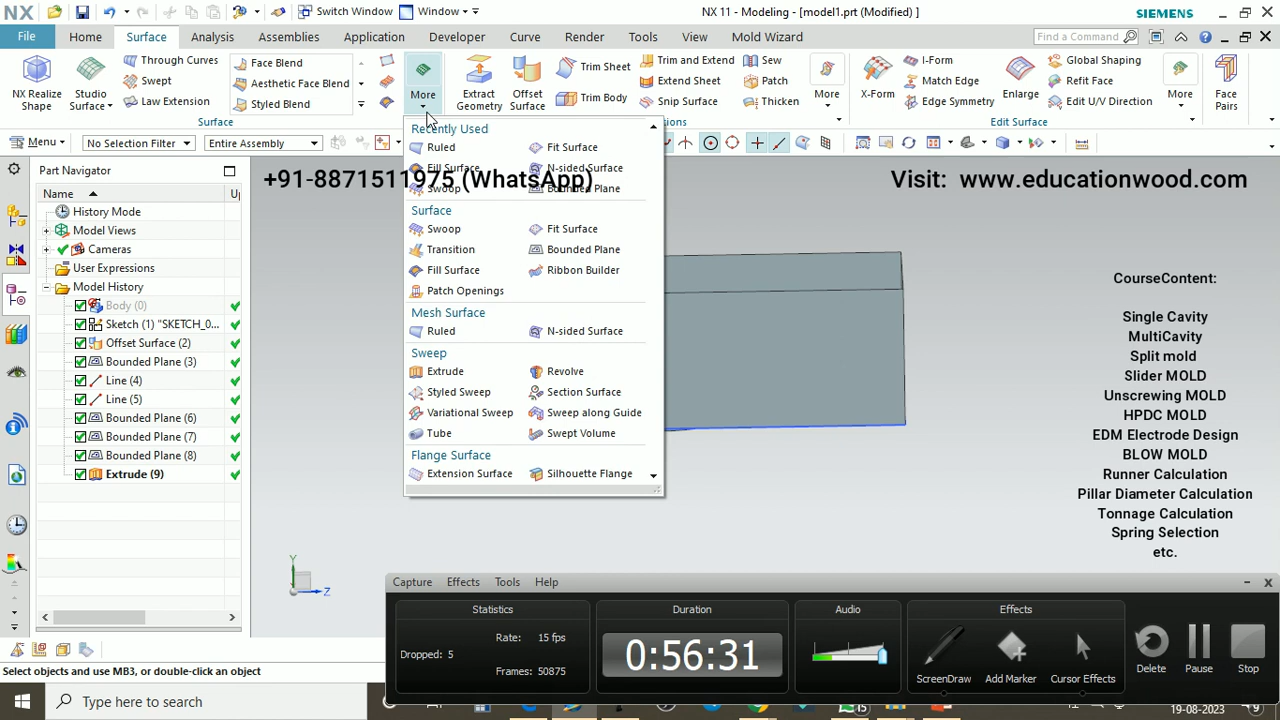 NX
Switch Window
Window
NX 11 - Modeling - [model1.prt (Modified) ]
SIEMENS
File
Home
Surface
Analysis
Assemblies
Application
Developer
Curve
Render
Tools
View
Mold Wizard
Find a Command
NX Realize Shape
Studio Surface
Through Curves
Swept
Law Extension
Face Blend
Aesthetic Face Blend
Styled Blend
More
Extract Geometry
Offset Surface
Trim Sheet
Trim Body
Trim and Extend
Extend Sheet
Snip Surface
Sew
Patch
Thicken
More
X-Form
I-Form
Match Edge
Edge Symmetry
Enlarge
Global Shaping
Refit Face
Edit U/V Direction
More
Face Pairs
Surface
Edit Surface
Menu
No Selection Filter
Entire Assembly
Part Navigator
Name
History Mode
Model Views
Cameras
User Expressions
Model History
Body (0)
Sketch (1) "SKETCH_0...
Offset Surface (2)
Bounded Plane (3)
Line (4)
Line (5)
Bounded Plane (6)
Bounded Plane (7)
Bounded Plane (8)
Extrude (9)
Recently Used
Ruled
Fit Surface
Fill Surface
N-sided Surface
Swoop
Bounded Plane
Surface
Swoop
Fit Surface
Transition
Bounded Plane
Fill Surface
Ribbon Builder
Patch Openings
Mesh Surface
Ruled
N-sided Surface
Sweep
Extrude
Revolve
Styled Sweep
Section Surface
Variational Sweep
Sweep along Guide
Tube
Swept Volume
Flange Surface
Extension Surface
Silhouette Flange
+91-8871511975 (WhatsApp)
Visit: www.educationwood.com
CourseContent:
Single Cavity
MultiCavity
Split mold
Slider MOLD
Unscrewing MOLD
HPDC MOLD
EDM Electrode Design
BLOW MOLD
Runner Calculation
Pillar Diameter Calculation
Tonnage Calculation
Spring Selection
etc.
Y
Z
Capture
Effects
Tools
Help
Statistics
Rate: 15 fps
Dropped: 5
Frames: 50875
Duration
0:56:31
Audio
Effects
ScreenDraw
Add Marker
Cursor Effects
Delete
Pause
Stop
Select objects and use MB3, or double-click an object
Type here to search
19-08-2023